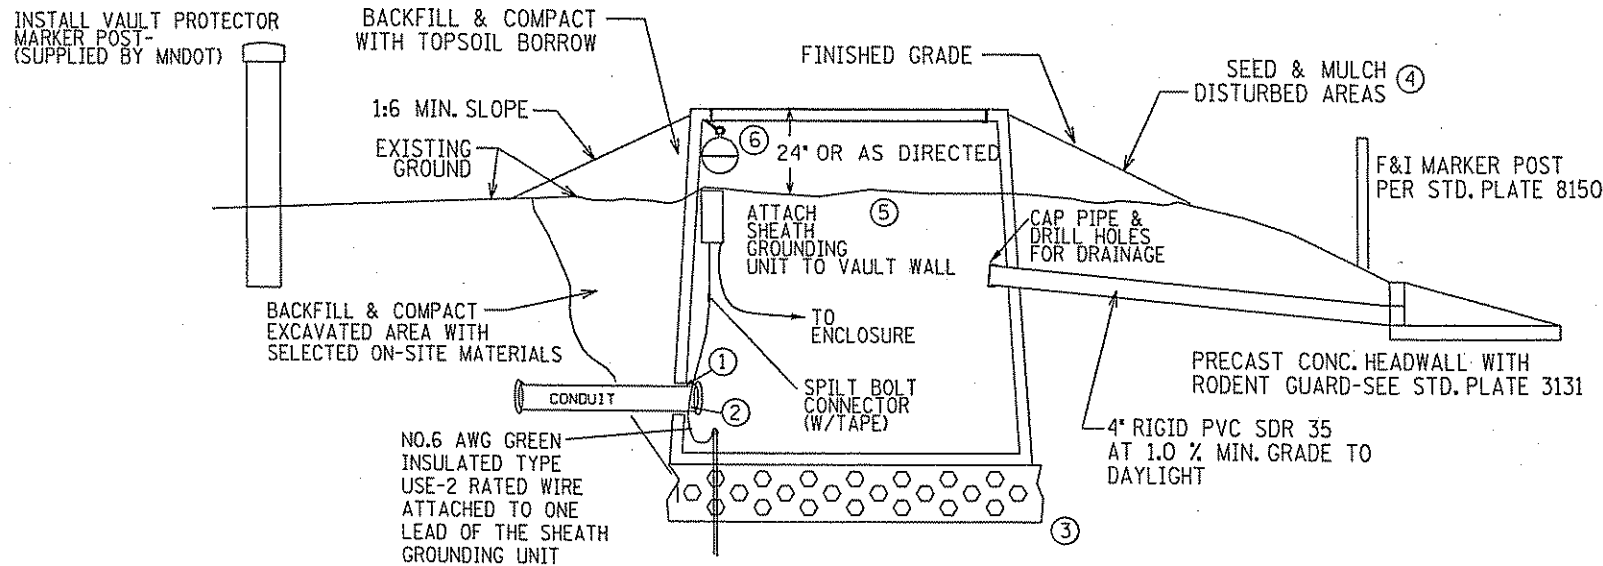 INSTALL VAULT PROTECTOR
MARKER POST-
(SUPPLIED BY MNDOT)
BACKFILL & COMPACT
WITH TOPSOIL BORROW
FINISHED GRADE
SEED & MULCH
DISTURBED AREAS
4
1:6 MIN. SLOPE
EXISTING
GROUND
6
24" OR AS DIRECTED
F&I MARKER POST
PER STD. PLATE 8150
5
ATTACH
SHEATH
GROUNDING
UNIT TO VAULT WALL
CAP PIPE &
DRILL HOLES
FOR DRAINAGE
BACKFILL & COMPACT
EXCAVATED AREA WITH
SELECTED ON-SITE MATERIALS
TO
ENCLOSURE
1
CONDUIT
2
SPILT BOLT
CONNECTOR
(W/TAPE)
PRECAST CONC. HEADWALL WITH
RODENT GUARD-SEE STD. PLATE 3131
4" RIGID PVC SDR 35
AT 1.0 % MIN. GRADE TO
DAYLIGHT
NO.6 AWG GREEN
INSULATED TYPE
USE-2 RATED WIRE
ATTACHED TO ONE
LEAD OF THE SHEATH
GROUNDING UNIT
3